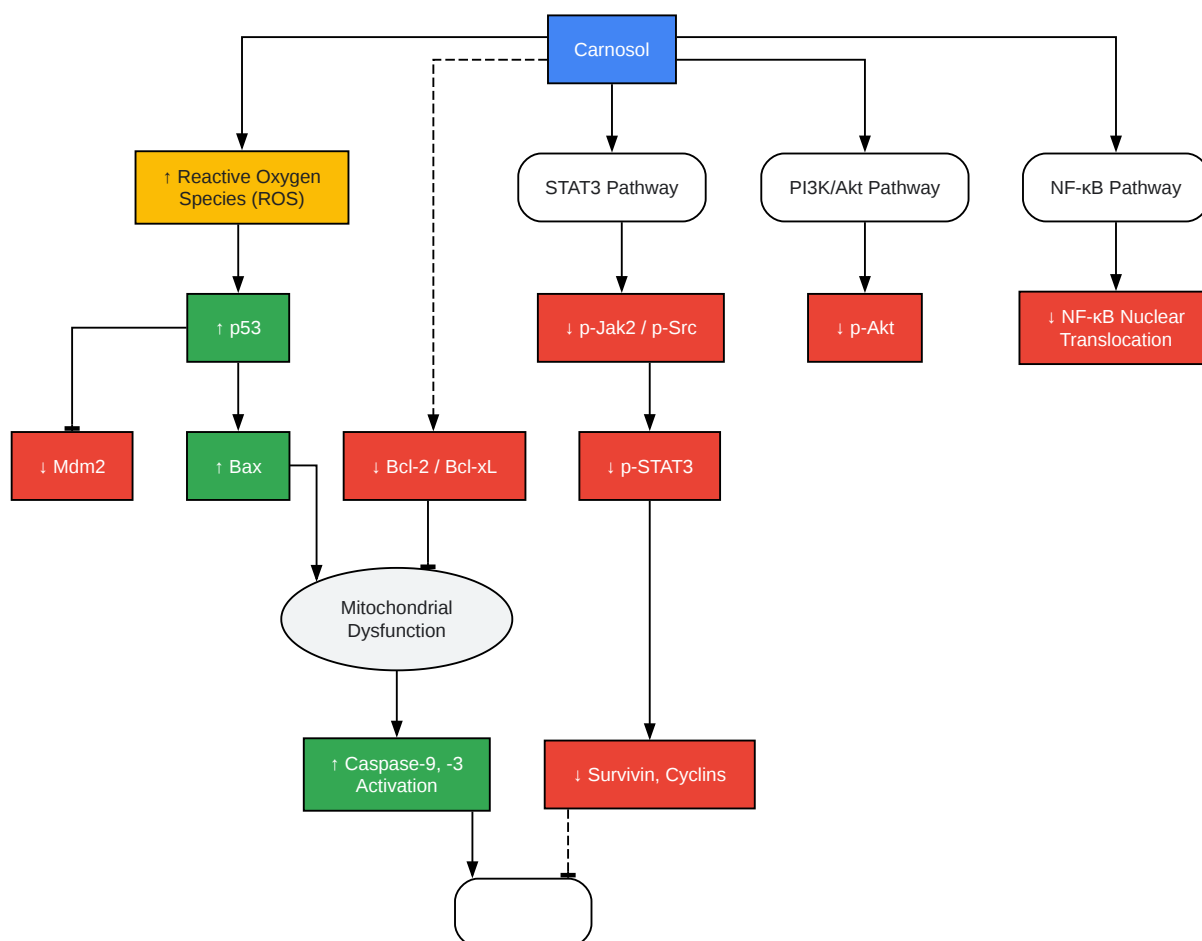 Carnosol
↑ Reactive Oxygen
Species (ROS)
STAT3 Pathway
PI3K/Akt Pathway
NF-κB Pathway
↑ p53
↓ p-Jak2 / p-Src
↓ p-Akt
↓ NF-κB Nuclear
Translocation
↓ Mdm2
↑ Bax
↓ Bcl-2 / Bcl-xL
↓ p-STAT3
Mitochondrial
Dysfunction
↑ Caspase-9, -3
Activation
↓ Survivin, Cyclins